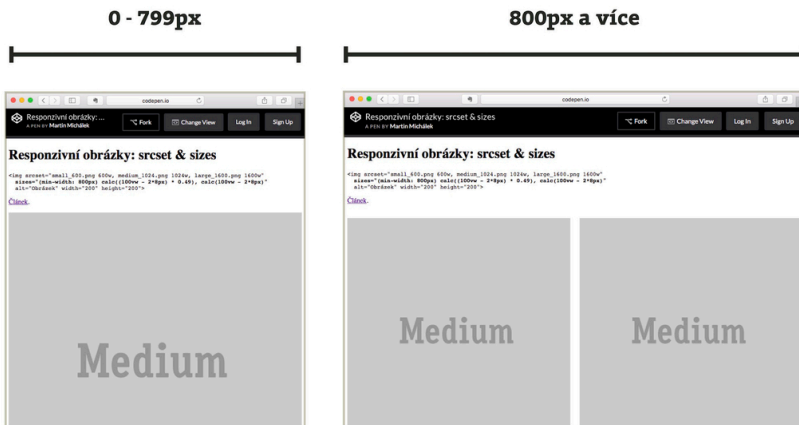 0 - 799px
800px a více
codepen.io
Responzivní obrázky: ...
A PEN BY Martin Michálek
Fork
Change View
Log In
Sign Up
Responzivní obrázky: srcset & sizes
<img srcset="small_600.png 600w, medium_1024.png 1024w, large_1600.png 1600w"
sizes="(min-width: 800px) calc((100vw - 2*8px) * 0.49), calc(100vw - 2*8px)"
alt="Obrázek" width="200" height="200">
Článek.
Medium
codepen.io
Responzivní obrázky: srcset & sizes
A PEN BY Martin Michálek
Fork
Change View
Log In
Sign Up
Responzivní obrázky: srcset & sizes
<img srcset="small_600.png 600w, medium_1024.png 1024w, large_1600.png 1600w"
sizes="(min-width: 800px) calc((100vw - 2*8px) * 0.49), calc(100vw - 2*8px)"
alt="Obrázek" width="200" height="200">
Článek.
Medium
Medium